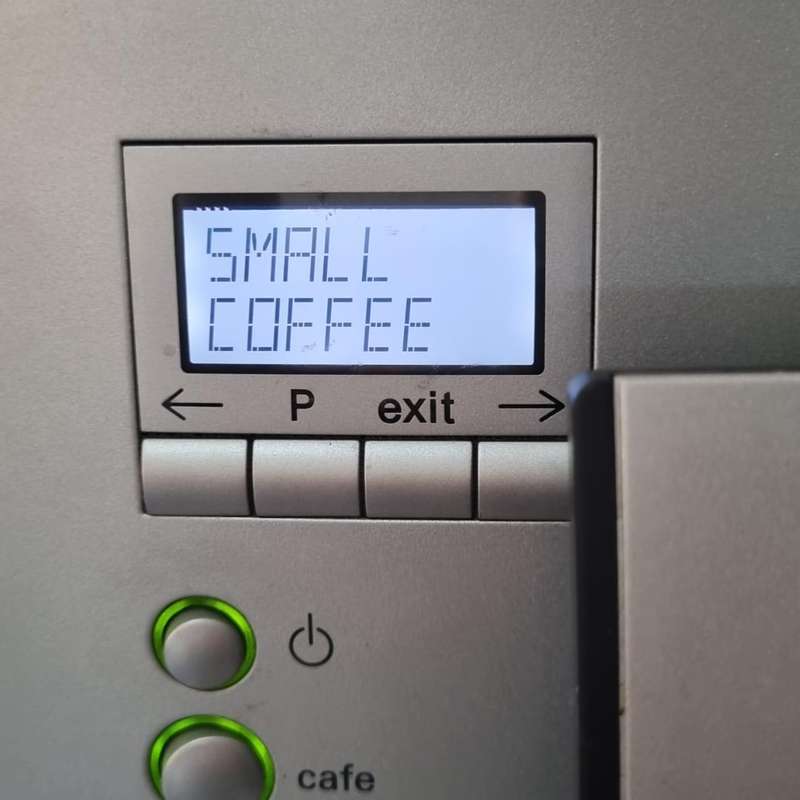 SMALL
COFFEE
← P exit →
cafe